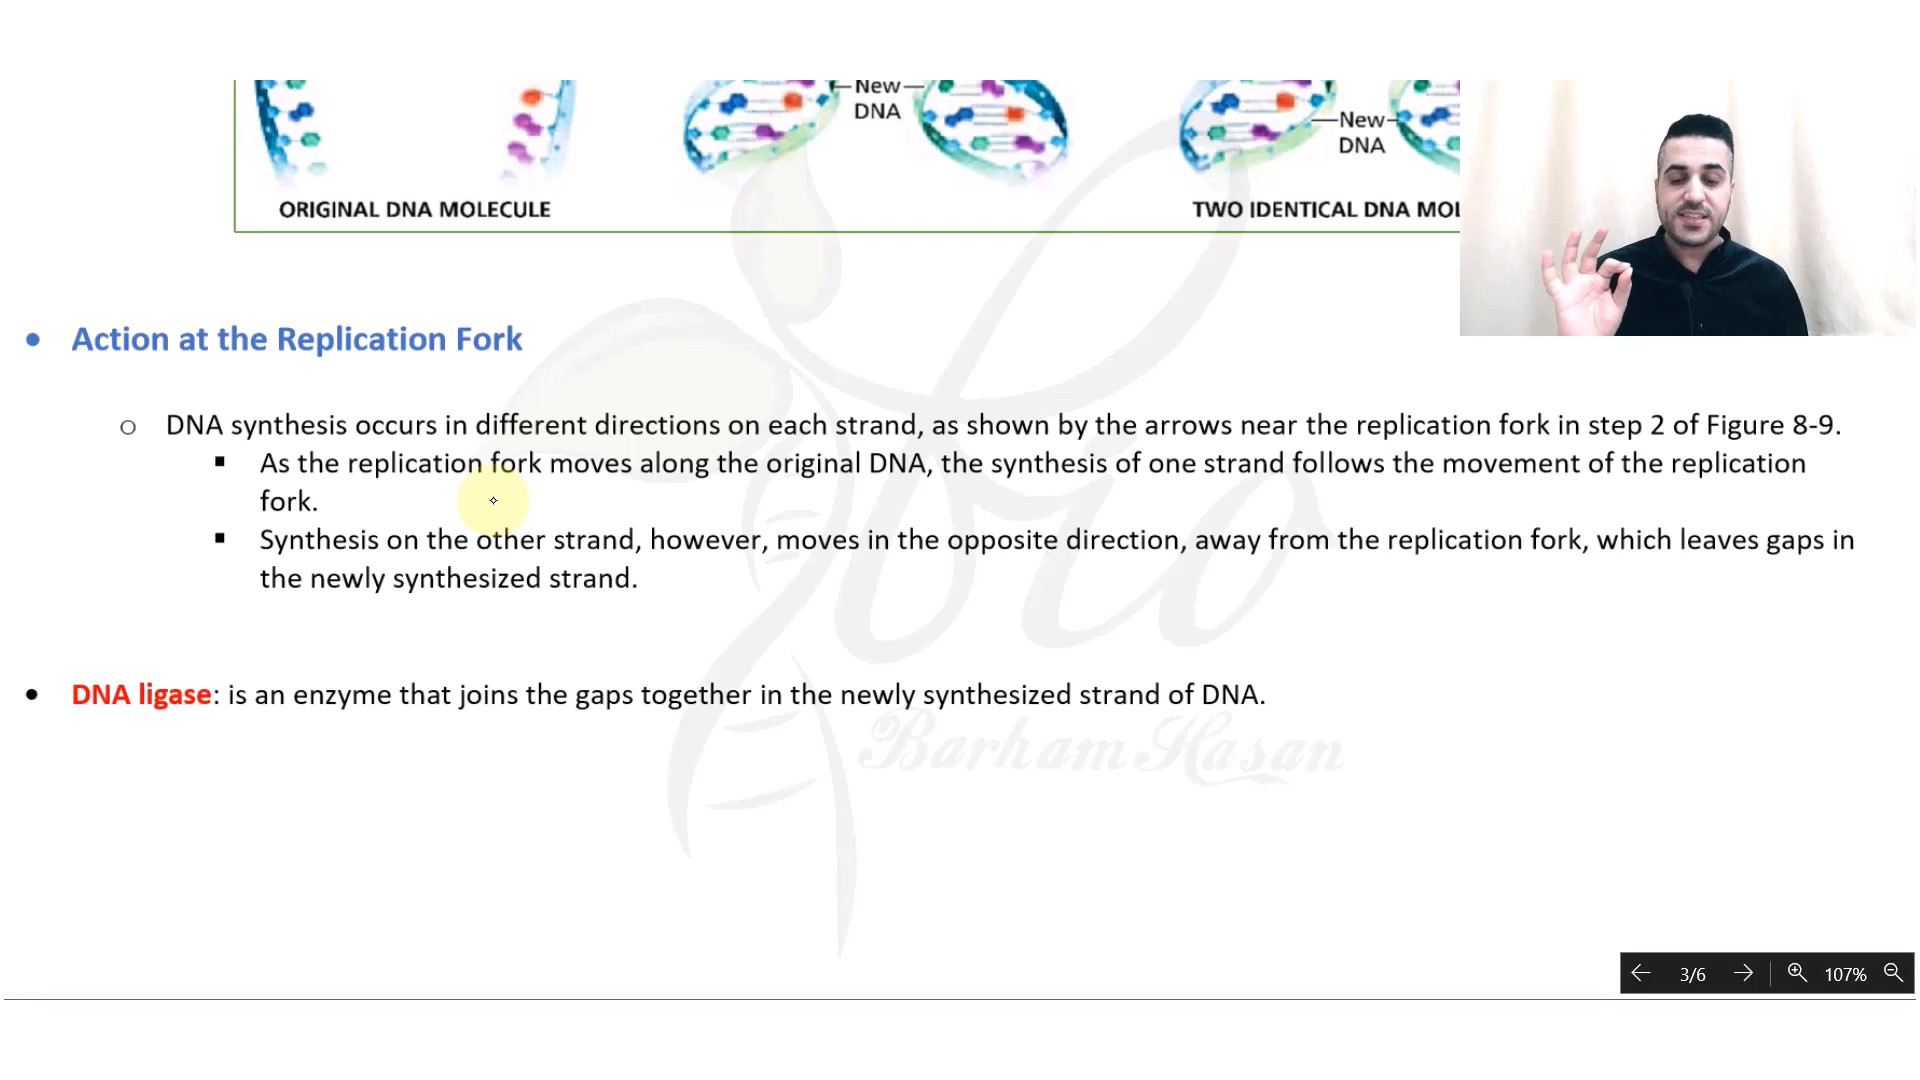 New
DNA
New
DNA
ORIGINAL DNA MOLECULE
TWO IDENTICAL DNA
• Action at the Replication Fork
o DNA synthesis occurs in different directions on each strand, as shown by the arrows near the replication fork in step 2 of Figure 8-9.
▪ As the replication fork moves along the original DNA, the synthesis of one strand follows the movement of the replication
fork.
▪ Synthesis on the other strand, however, moves in the opposite direction, away from the replication fork, which leaves gaps in
the newly synthesized strand.
• DNA ligase: is an enzyme that joins the gaps together in the newly synthesized strand of DNA.
Bio
Barham Hasan
3/6
107%